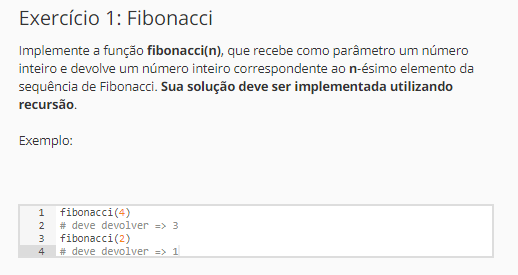 Exercício 1: Fibonacci
Implemente a função fibonacci(n), que recebe como parâmetro um número
inteiro e devolve um número inteiro correspondente ao n-ésimo elemento da
sequência de Fibonacci. Sua solução deve ser implementada utilizando
recursão.
Exemplo:
1 fibonacci(4)
2 # deve devolver => 3
3 fibonacci(2)
4 # deve devolver => 1